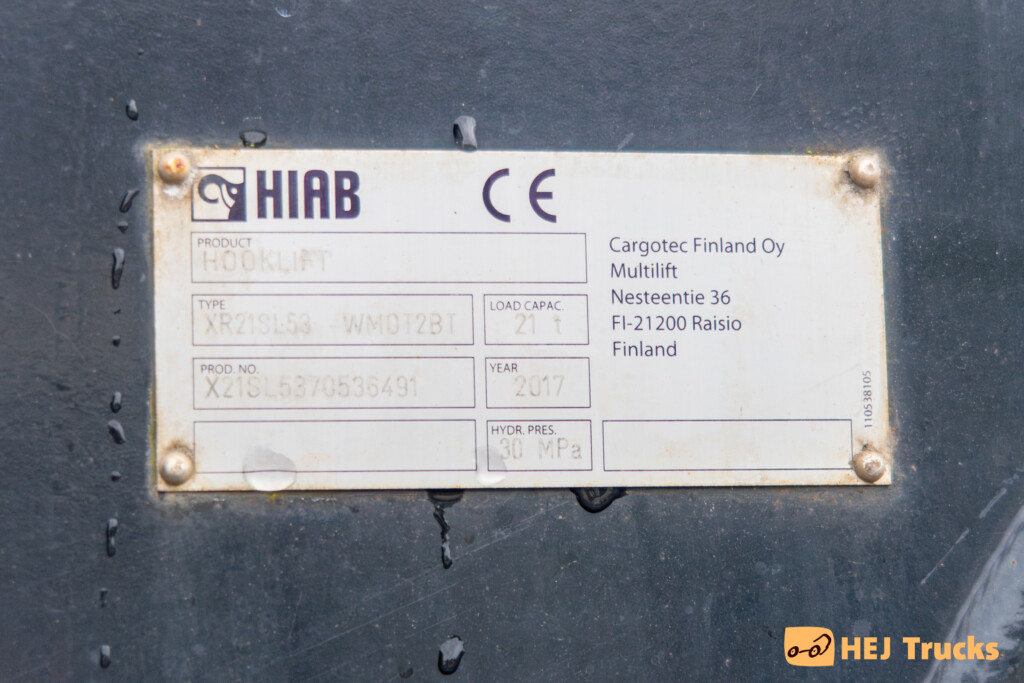 HIAB CE
PRODUCT
HOOKLIFT
TYPE
XR21SL53 WM0T2BT
LOAD CAPAC.
21 t
PROD. NO.
X21SL5370536491
YEAR
2017
HYDR. PRES.
30 MPa
Cargotec Finland Oy
Multilift
Nesteentie 36
FI-21200 Raisio
Finland
110538105
HEJ Trucks